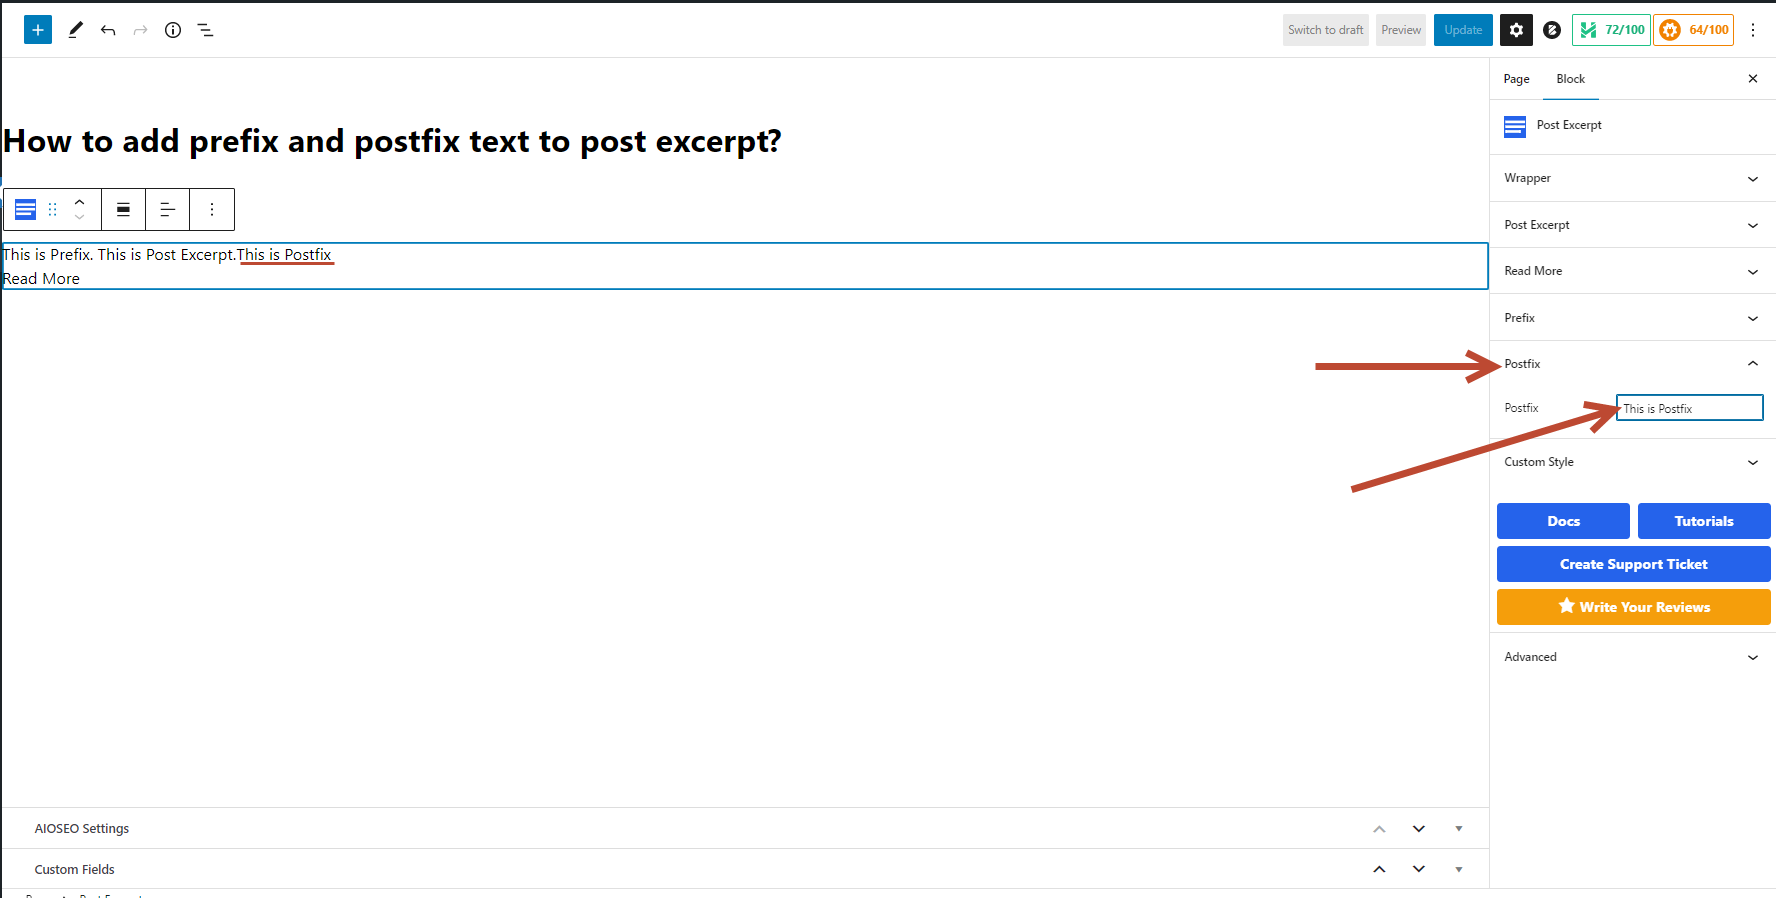 Switch to draft
Preview
Update
72/100
64/100
Page
Block
How to add prefix and postfix text to post excerpt?
This is Prefix. This is Post Excerpt.This is Postfix
Read More
Post Excerpt
Wrapper
Post Excerpt
Read More
Prefix
Postfix
Postfix
This is Postfix
Custom Style
Docs
Tutorials
Create Support Ticket
Write Your Reviews
Advanced
AIOSEO Settings
Custom Fields